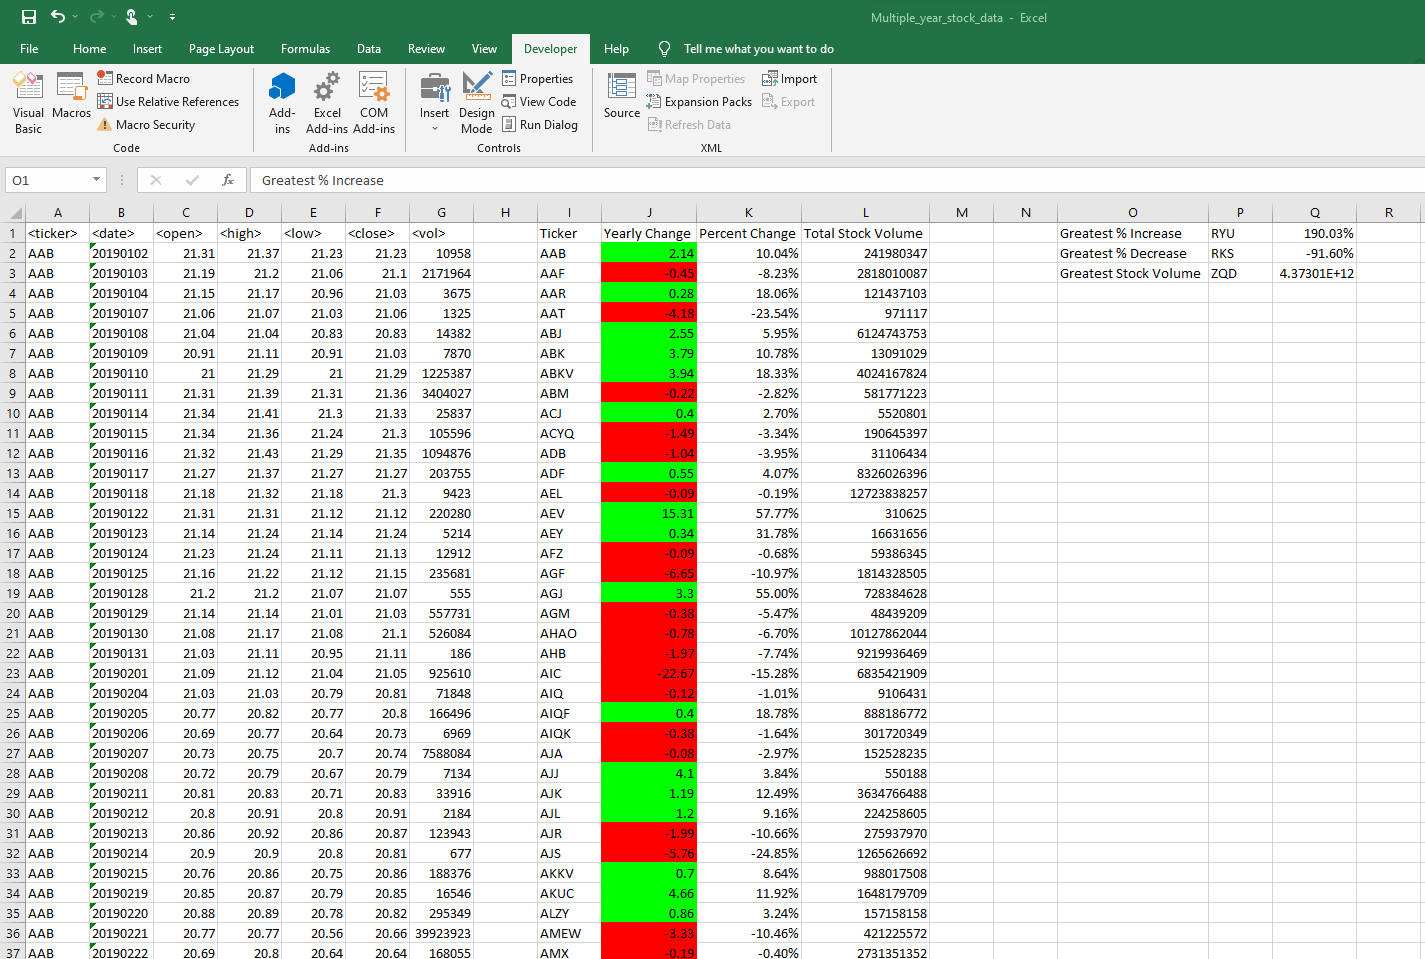 Multiple_year_stock_data - Excel
File Home Insert Page Layout Formulas Data Review View Developer Help Tell me what you want to do
Visual Basic
Macros
Record Macro
Use Relative References
Macro Security
Code
Add-ins
Excel Add-ins
COM Add-ins
Add-ins
Insert
Design Mode
Properties
View Code
Run Dialog
Controls
Source
Map Properties
Expansion Packs
Refresh Data
Import
Export
XML
O1 fx Greatest % Increase
A B C D E F G H I J K L M N O P Q R
1 <ticker> <date> <open> <high> <low> <close> <vol> Ticker Yearly Change Percent Change Total Stock Volume Greatest % Increase RYU 190.03%
2 AAB 20190102 21.31 21.37 21.23 21.23 10958 AAB 2.14 10.04% 241980347 Greatest % Decrease RKS -91.60%
3 AAB 20190103 21.19 21.2 21.06 21.1 2171964 AAF -0.45 -8.23% 2818010087 Greatest Stock Volume ZQD 4.37301E+12
4 AAB 20190104 21.15 21.17 20.96 21.03 3675 AAR 0.28 18.06% 121437103
5 AAB 20190107 21.06 21.07 21.03 21.06 1325 AAT -4.18 -23.54% 971117
6 AAB 20190108 21.04 21.04 20.83 20.83 14382 ABJ 2.55 5.95% 6124743753
7 AAB 20190109 20.91 21.11 20.91 21.03 7870 ABK 3.79 10.78% 13091029
8 AAB 20190110 21 21.29 21 21.29 1225387 ABKV 3.94 18.33% 4024167824
9 AAB 20190111 21.31 21.39 21.31 21.36 3404027 ABM -0.22 -2.82% 581771223
10 AAB 20190114 21.34 21.41 21.3 21.33 25837 ACJ 0.4 2.70% 5520801
11 AAB 20190115 21.34 21.36 21.24 21.3 105596 ACYQ -1.49 -3.34% 190645397
12 AAB 20190116 21.32 21.43 21.29 21.35 1094876 ADB -1.04 -3.95% 31106434
13 AAB 20190117 21.27 21.37 21.27 21.27 203755 ADF 0.55 4.07% 8326026396
14 AAB 20190118 21.18 21.32 21.18 21.3 9423 AEL -0.09 -0.19% 12723838257
15 AAB 20190122 21.31 21.31 21.12 21.12 220280 AEV 15.31 57.77% 310625
16 AAB 20190123 21.14 21.24 21.14 21.24 5214 AEY 0.34 31.78% 16631656
17 AAB 20190124 21.23 21.24 21.11 21.13 12912 AFZ -0.09 -0.68% 59386345
18 AAB 20190125 21.16 21.22 21.12 21.15 235681 AGF -6.65 -10.97% 1814328505
19 AAB 20190128 21.2 21.2 21.07 21.07 555 AGJ 3.3 55.00% 728384628
20 AAB 20190129 21.14 21.14 21.01 21.03 557731 AGM -0.38 -5.47% 48439209
21 AAB 20190130 21.08 21.17 21.08 21.1 526084 AHAO -0.78 -6.70% 10127862044
22 AAB 20190131 21.03 21.11 20.95 21.11 186 AHB -1.97 -7.74% 9219936469
23 AAB 20190201 21.09 21.12 21.04 21.05 925610 AIC -22.67 -15.28% 6835421909
24 AAB 20190204 21.03 21.03 20.79 20.81 71848 AIQ -0.12 -1.01% 9106431
25 AAB 20190205 20.77 20.82 20.77 20.8 166496 AIQF 0.4 18.78% 888186772
26 AAB 20190206 20.69 20.77 20.64 20.73 6969 AIQK -0.38 -1.64% 301720349
27 AAB 20190207 20.73 20.75 20.7 20.74 7588084 AJA -0.08 -2.97% 152528235
28 AAB 20190208 20.72 20.79 20.67 20.79 7134 AJJ 4.1 3.84% 550188
29 AAB 20190211 20.81 20.83 20.71 20.83 33916 AJK 1.19 12.49% 3634766488
30 AAB 20190212 20.8 20.91 20.8 20.91 2184 AJL 1.2 9.16% 224258605
31 AAB 20190213 20.86 20.92 20.86 20.87 123943 AJR -1.99 -10.66% 275937970
32 AAB 20190214 20.9 20.9 20.8 20.81 677 AJS -5.76 -24.85% 1265626692
33 AAB 20190215 20.76 20.86 20.75 20.86 188376 AKKV 0.7 8.64% 988017508
34 AAB 20190219 20.85 20.87 20.79 20.85 16546 AKUC 4.66 11.92% 1648179709
35 AAB 20190220 20.88 20.89 20.78 20.82 295349 ALZY 0.86 3.24% 157158158
36 AAB 20190221 20.77 20.77 20.56 20.66 39923923 AMEW -3.33 -10.46% 421225572
37 AAB 20190222 20.69 20.8 20.64 20.64 168055 AMX -0.19 -0.40% 2731351352